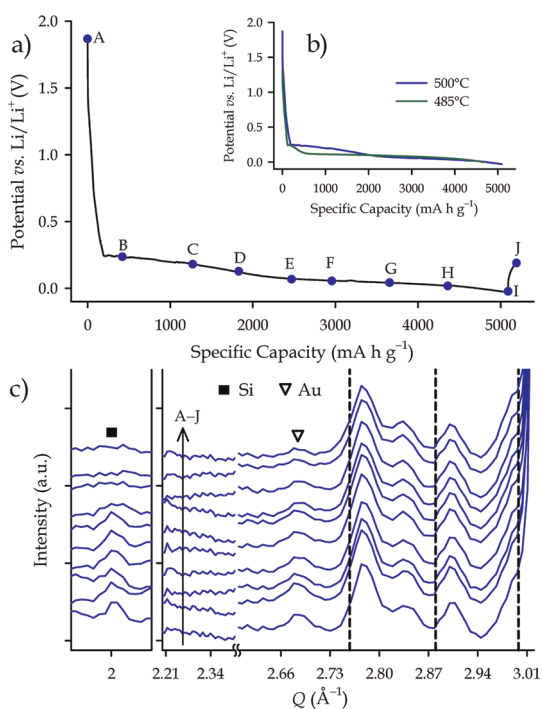 a)
Potential vs. Li/Li⁺ (V)
2.0
1.5
1.0
0.5
0.0
A
B
C
D
E
F
G
H
I
J
0
1000
2000
3000
4000
5000
Specific Capacity (mA h g⁻¹)
b)
Potential vs. Li/Li⁺ (V)
2.0
1.5
1.0
0.5
0.0
500°C
485°C
0
1000
2000
3000
4000
5000
Specific Capacity (mA h g⁻¹)
c)
Intensity (a.u.)
Si
Au
A–J
2
2.21
2.34
2.66
2.73
2.80
2.87
2.94
3.01
Q (Å⁻¹)